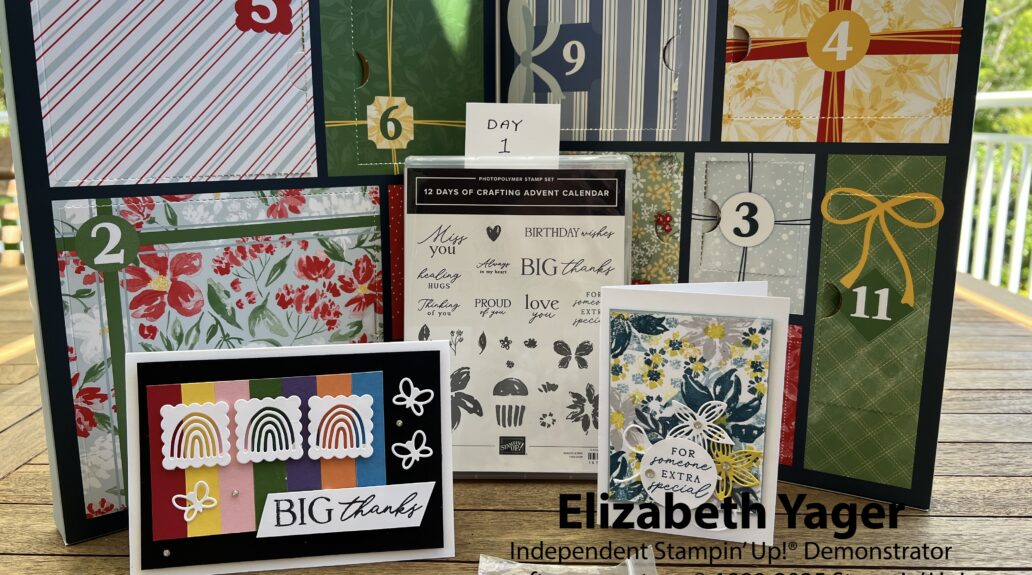 5
6
9
4
DAY
1
PHOTOPOLYMER STAMP SET
12 DAYS OF CRAFTING ADVENT CALENDAR
Miss
you
BIRTHDAY wishes
healing
HUGS
Always
in my heart
BIG thanks
Thinking
of you
PROUD
of you
love
you
FOR
someone
EXTRA
special
STAMPIN' UP!
2
3
11
BIG thanks
FOR
someone
EXTRA
special
Elizabeth Yager
Independent Stampin' Up!® Demonstrator